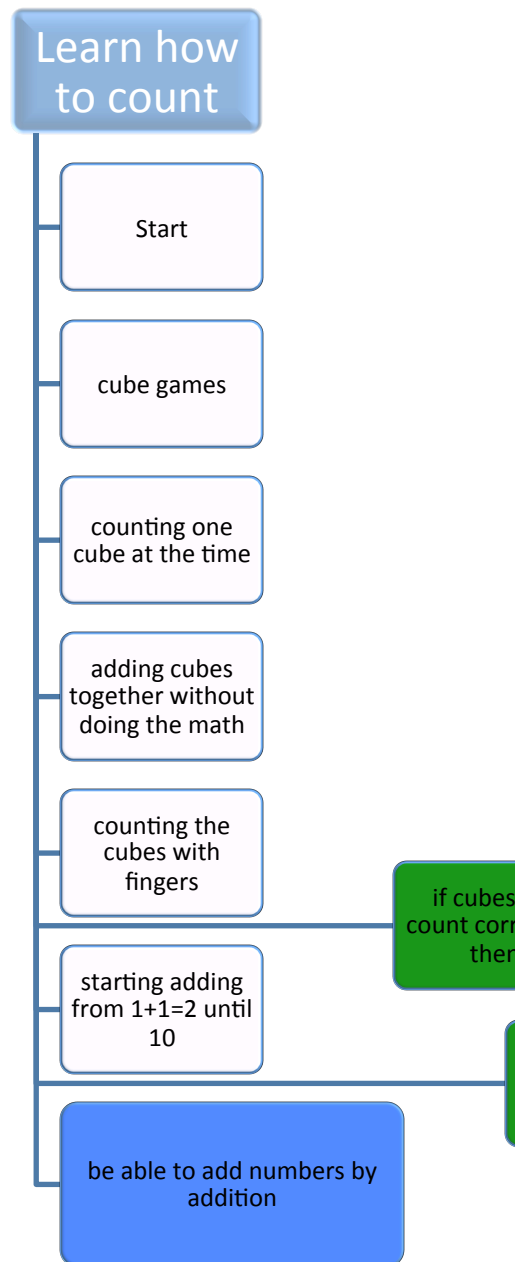 Learn how
to count
Start
cube games
counting one
cube at the time
adding cubes
together without
doing the math
counting the
cubes with
fingers
if cubes
count
starting adding
from 1+1=2 until
10
be able to add numbers by
addition